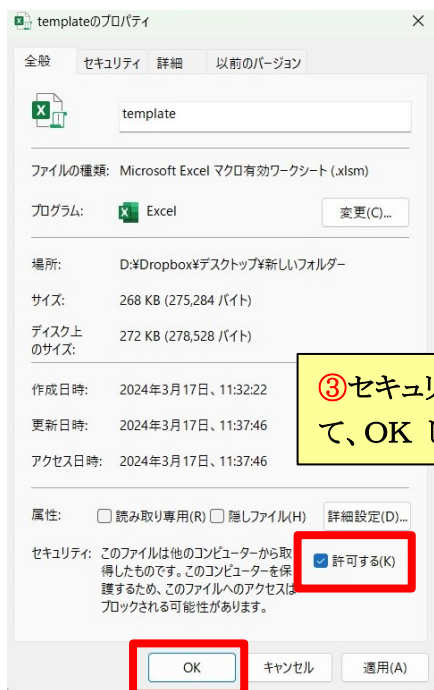 templateのプロパティ
全般 セキュリティ 詳細 以前のバージョン
template
ファイルの種類: Microsoft Excel マクロ有効ワークシート (.xlsm)
プログラム: Excel 変更(C)...
場所: D:¥Dropbox¥デスクトップ¥新しいフォルダー
サイズ: 268 KB (275,284 バイト)
ディスク上
のサイズ: 272 KB (278,528 バイト)
作成日時: 2024年3月17日、11:32:22
更新日時: 2024年3月17日、11:37:46
アクセス日時: 2024年3月17日、11:37:46
③セキュリ
て、OK
属性: 読み取り専用(R) 隠しファイル(H) 詳細設定(D)...
セキュリティ: このファイルは他のコンピューターから取
得したものです。このコンピューターを保
護するため、このファイルへのアクセスは
ブロックされる可能性があります。
許可する(K)
OK キャンセル 適用(A)